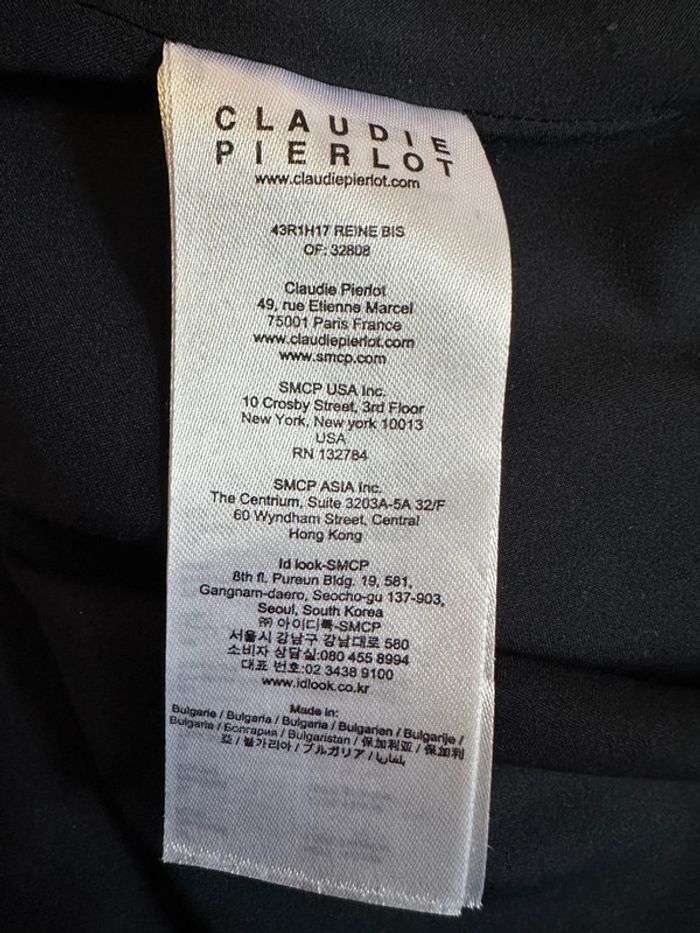 CLAUDIE
PIERLOT
www.claudiepierlot.com
43R1H17 REINE BIS
OF: 32808
Claudie Pierlot
49, rue Etienne Marcel
75001 Paris France
www.claudiepierlot.com
www.smcp.com
SMCP USA Inc.
10 Crosby Street, 3rd Floor
New York, New york 10013
USA
RN 132784
SMCP ASIA Inc.
The Centrium, Suite 3203A-5A 32/F
60 Wyndham Street, Central
Hong Kong
Id look-SMCP
8th fl. Pureun Bldg. 19, 581,
Gangnam-daero, Seocho-gu 137-903,
Seoul, South Korea
㈜ 아이디룩-SMCP
서울시 강남구 강남대로 580
소비자 상담실:080 455 8994
대표 번호:02 3438 9100
www.idlook.co.kr
Made in:
Bulgarie / Bulgaria / Bulgaria / Bulgarien / Bulgarije /
Bulgaria / Болгария / Bulgaristan / 保加利亚 / 保加利
亞 / 불가리아 / ブルガリア / بلغاريا